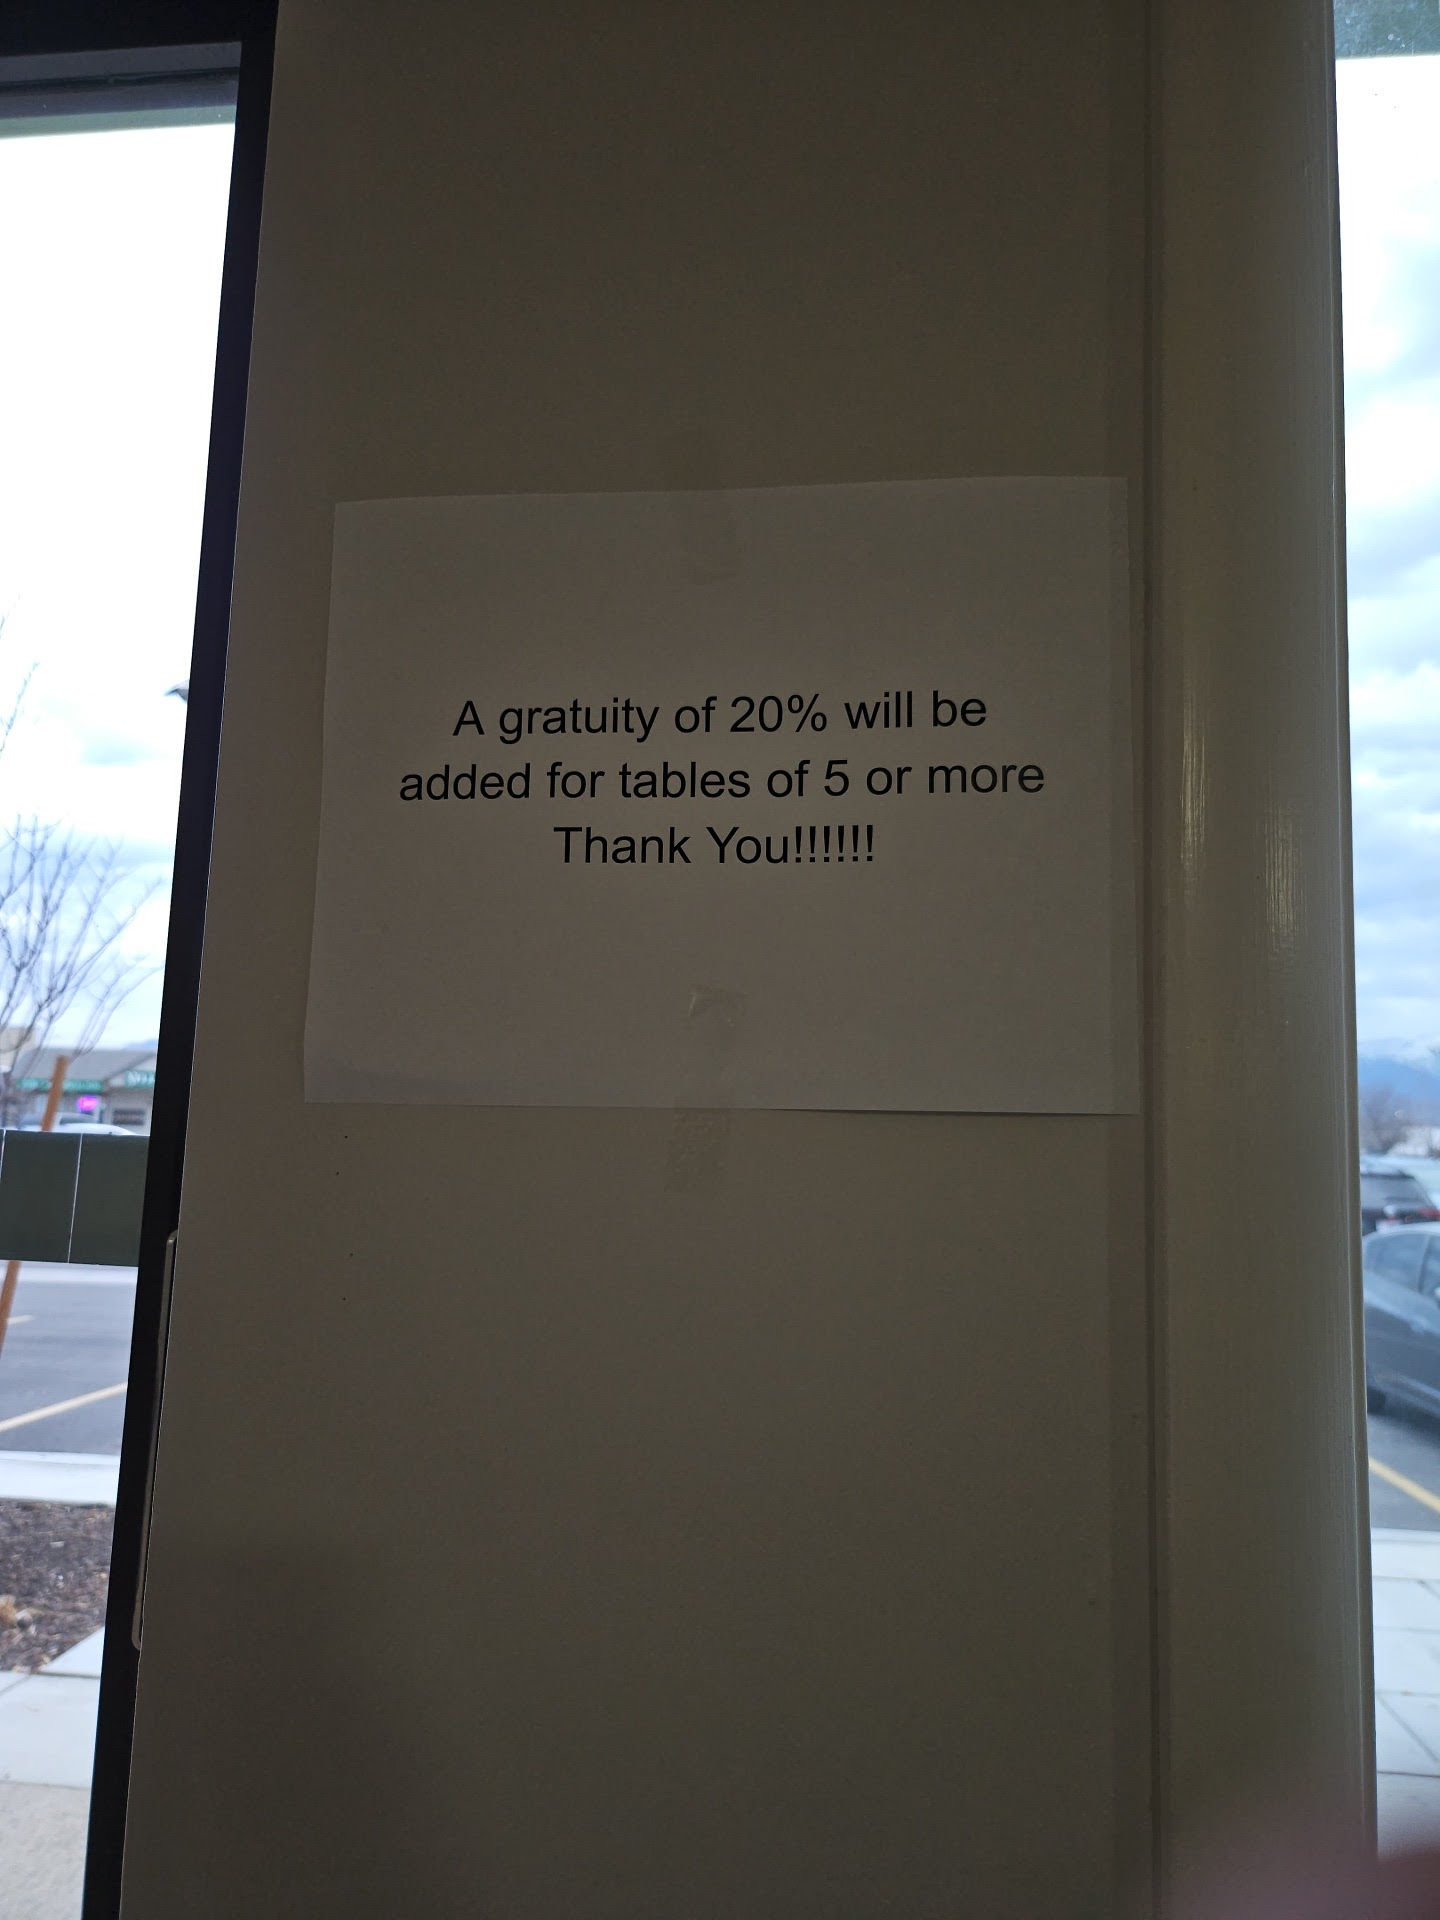 A gratuity of 20% will be
added for tables of 5 or more
Thank You!!!!!!